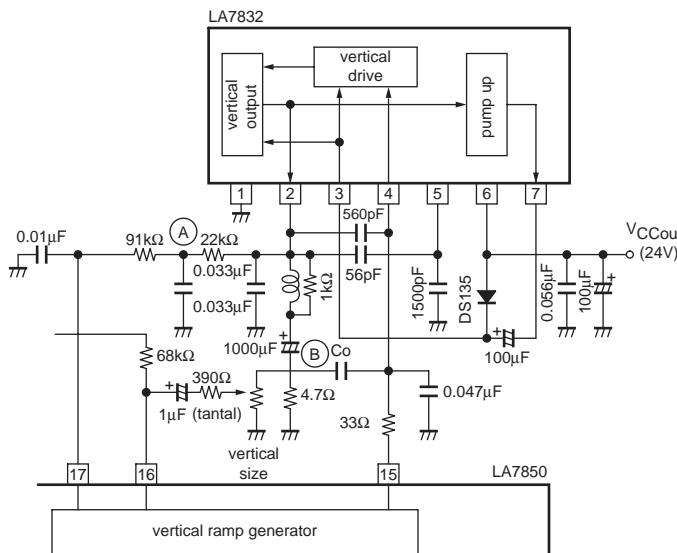 LA7832
vertical
drive
vertical
output
pump up
1
2
3
4
5
6
7
560pF
VCCou
(24V)
0.01µF
91kΩ
A
22kΩ
0.033µF
0.033µF
1kΩ
56pF
1500pF
DS135
0.056µF
100µF
+
68kΩ
1000µF
+
B
Co
+
100µF
+
390Ω
1µF (tantal)
4.7Ω
0.047µF
33Ω
vertical
size
17
16
15
LA7850
vertical ramp generator